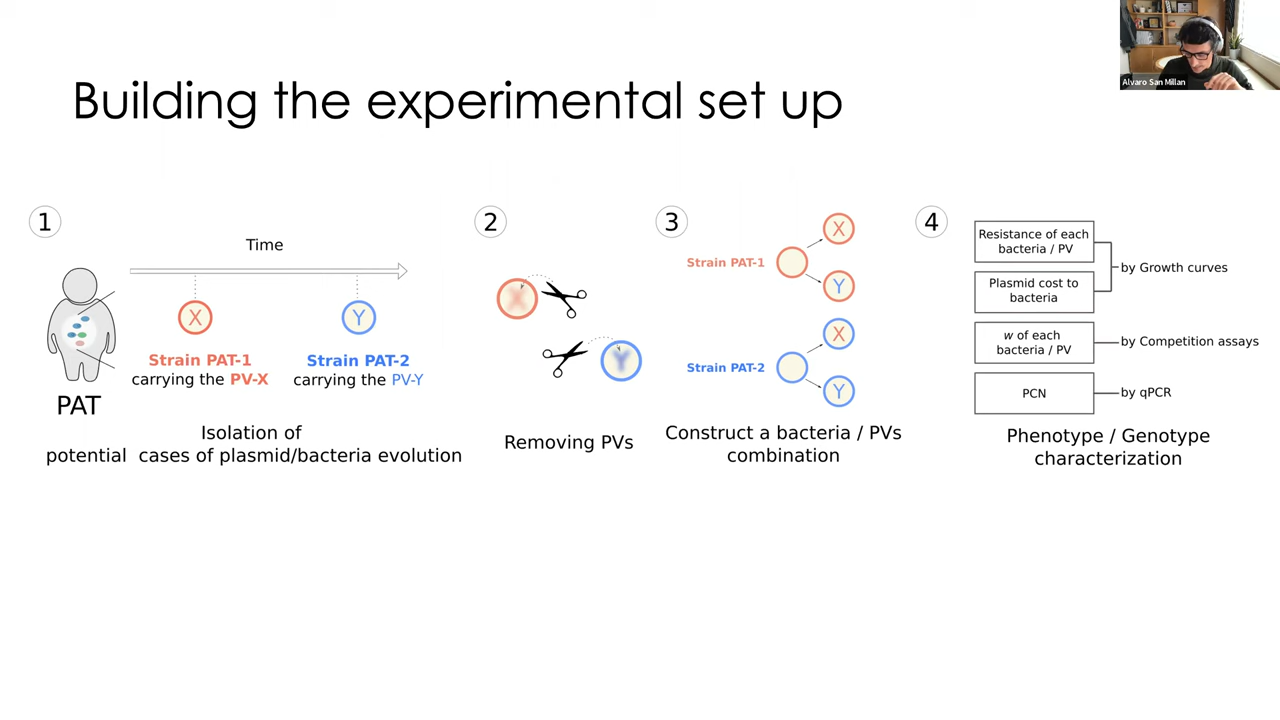 Alvaro San Millan
Building the experimental set up
1
Time
X
Y
Strain PAT-1
carrying the PV-X
Strain PAT-2
carrying the PV-Y
PAT
Isolation of
potential cases of plasmid/bacteria evolution
2
X
Y
Removing PVs
3
Strain PAT-1
X
Y
Strain PAT-2
X
Y
Construct a bacteria / PVs
combination
4
Resistance of each
bacteria / PV
Plasmid cost to
bacteria
by Growth curves
w of each
bacteria / PV
by Competition assays
PCN
by qPCR
Phenotype / Genotype
characterization